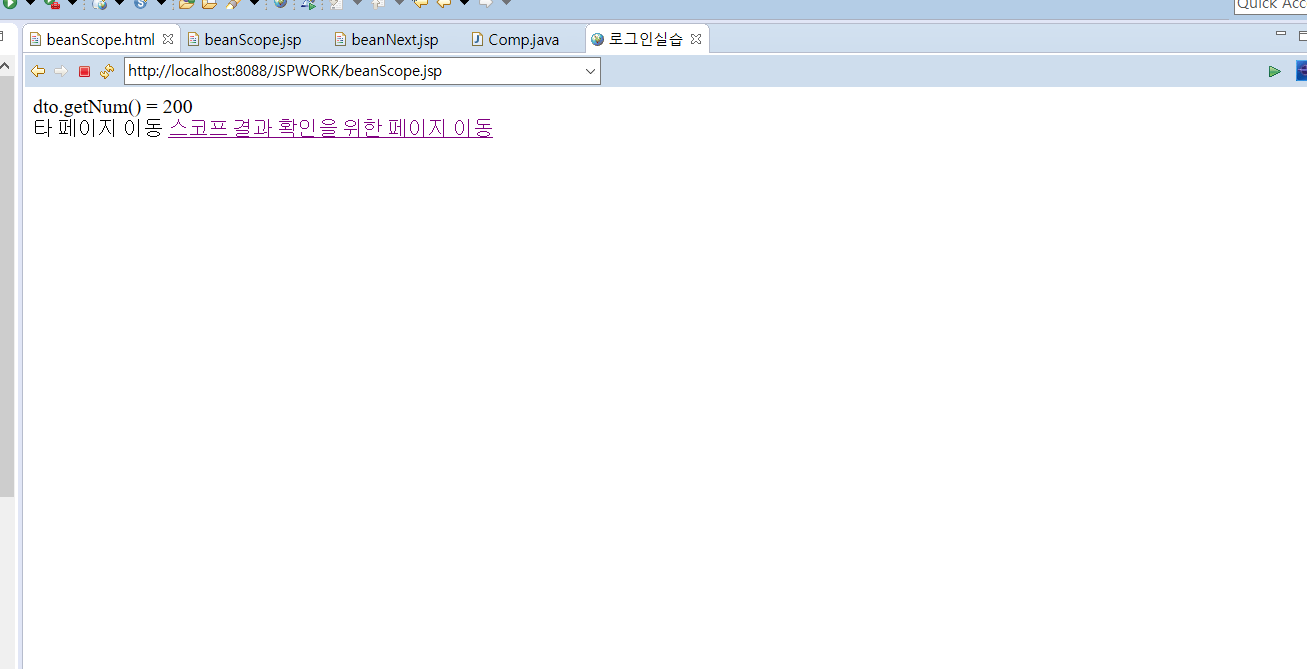 Quick Acc
beanScope.html beanScope.jsp beanNext.jsp Comp.java 로그인실습
http://localhost:8088/JSPWORK/beanScope.jsp
dto.getNum() = 200
타 페이지 이동 스코프 결과 확인을 위한 페이지 이동